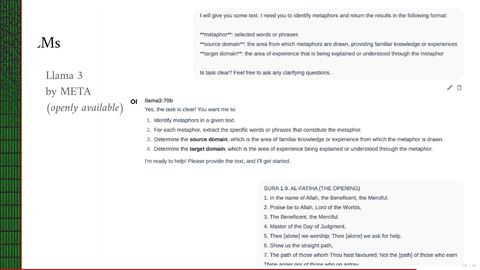 I will give you some text. I need you to identify metaphors and return the results in the following format:
**metaphor**: selected words or phrases
**source domain**: the area from which metaphors are drawn, providing familiar knowledge or experiences
**target domain**: the area of experience that is being explained or understood through the metaphor
Is task clear? Feel free to ask any clarifying questions.
.Ms
Llama 3
by META
(openly available)
OI
llama3:70b
Yes, the task is clear! You want me to:
1. Identify metaphors in a given text.
2. For each metaphor, extract the specific words or phrases that constitute the metaphor.
3. Determine the source domain, which is the area of familiar knowledge or experience from which the metaphor is drawn.
4. Determine the target domain, which is the area of experience being explained or understood through the metaphor.
I'm ready to help! Please provide the text, and I'll get started.
SURA 1.9. AL-FATIHA (THE OPENING)
1. In the name of Allah, the Beneficent, the Merciful.
2. Praise be to Allah, Lord of the Worlds,
3. The Beneficent, the Merciful.
4. Master of the Day of Judgment,
5. Thee [alone] we worship; Thee [alone] we ask for help.
6. Show us the straight path,
7. The path of those whom Thou hast favoured: Not the [path] of those who earn
Thine anger nor of those who go astray.